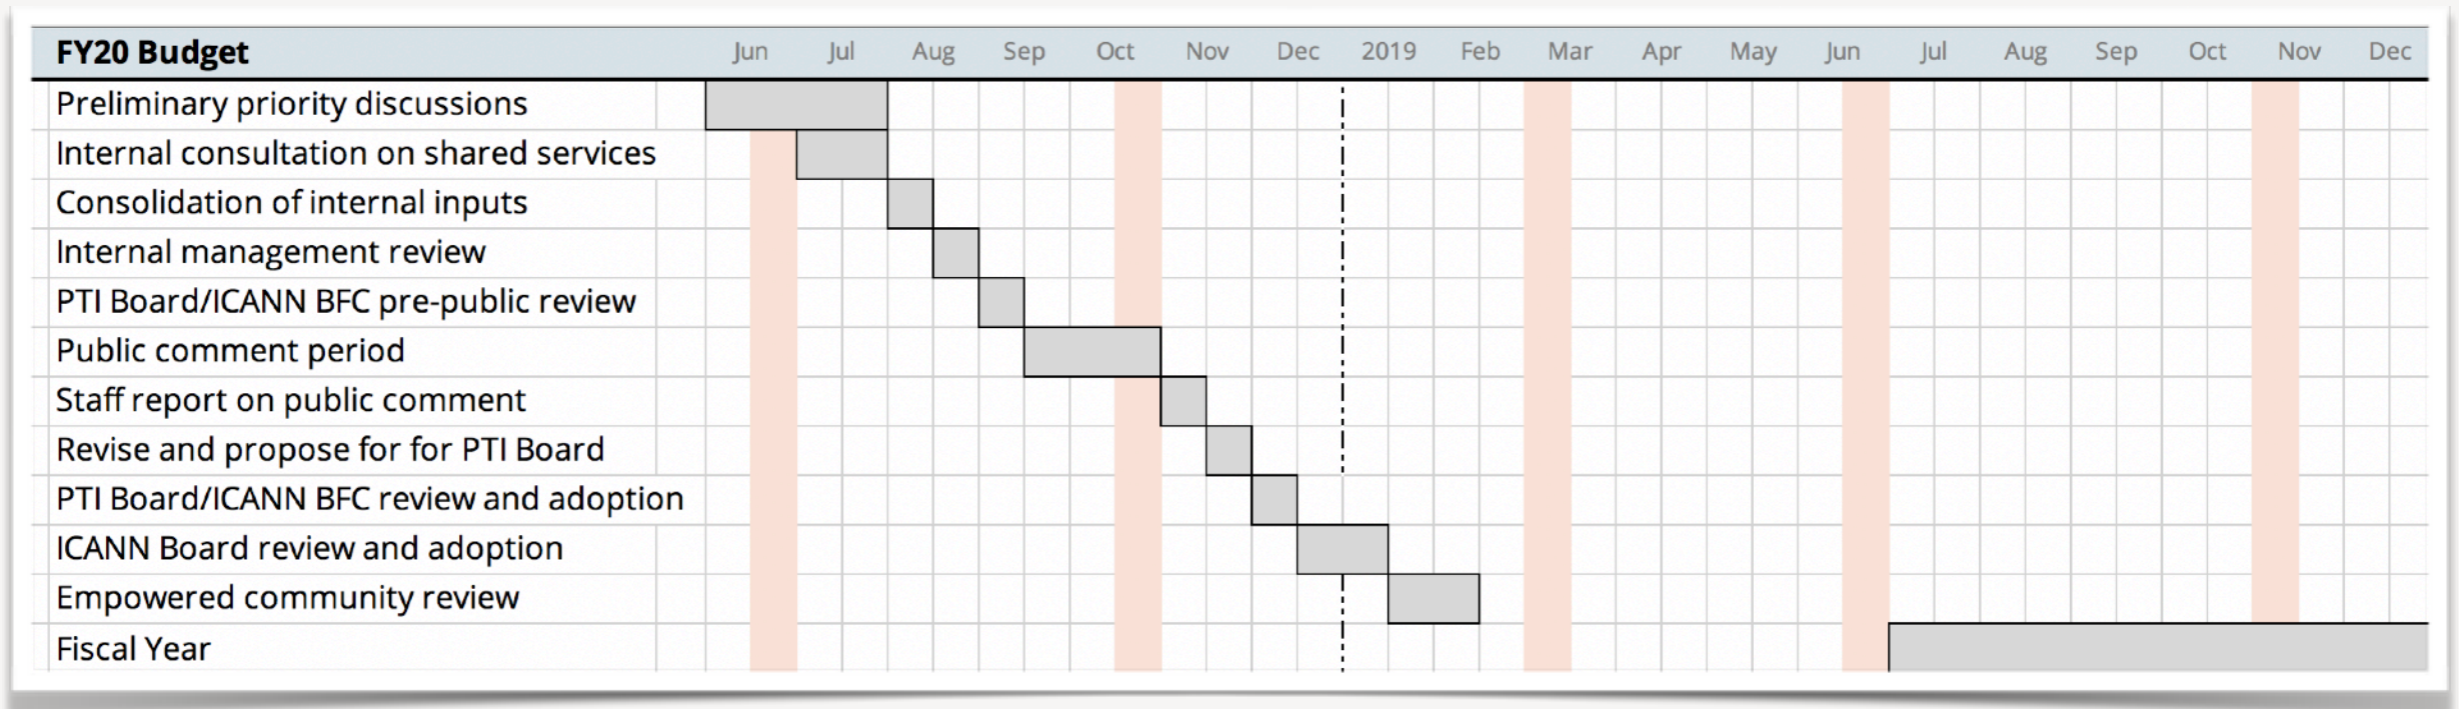 FY20 Budget Jun Jul Aug Sep Oct Nov Dec 2019 Feb Mar Apr May Jun Jul Aug Sep Oct Nov Dec
Preliminary priority discussions
Internal consultation on shared services
Consolidation of internal inputs
Internal management review
PTI Board/ICANN BFC pre-public review
Public comment period
Staff report on public comment
Revise and propose for for PTI Board
PTI Board/ICANN BFC review and adoption
ICANN Board review and adoption
Empowered community review
Fiscal Year